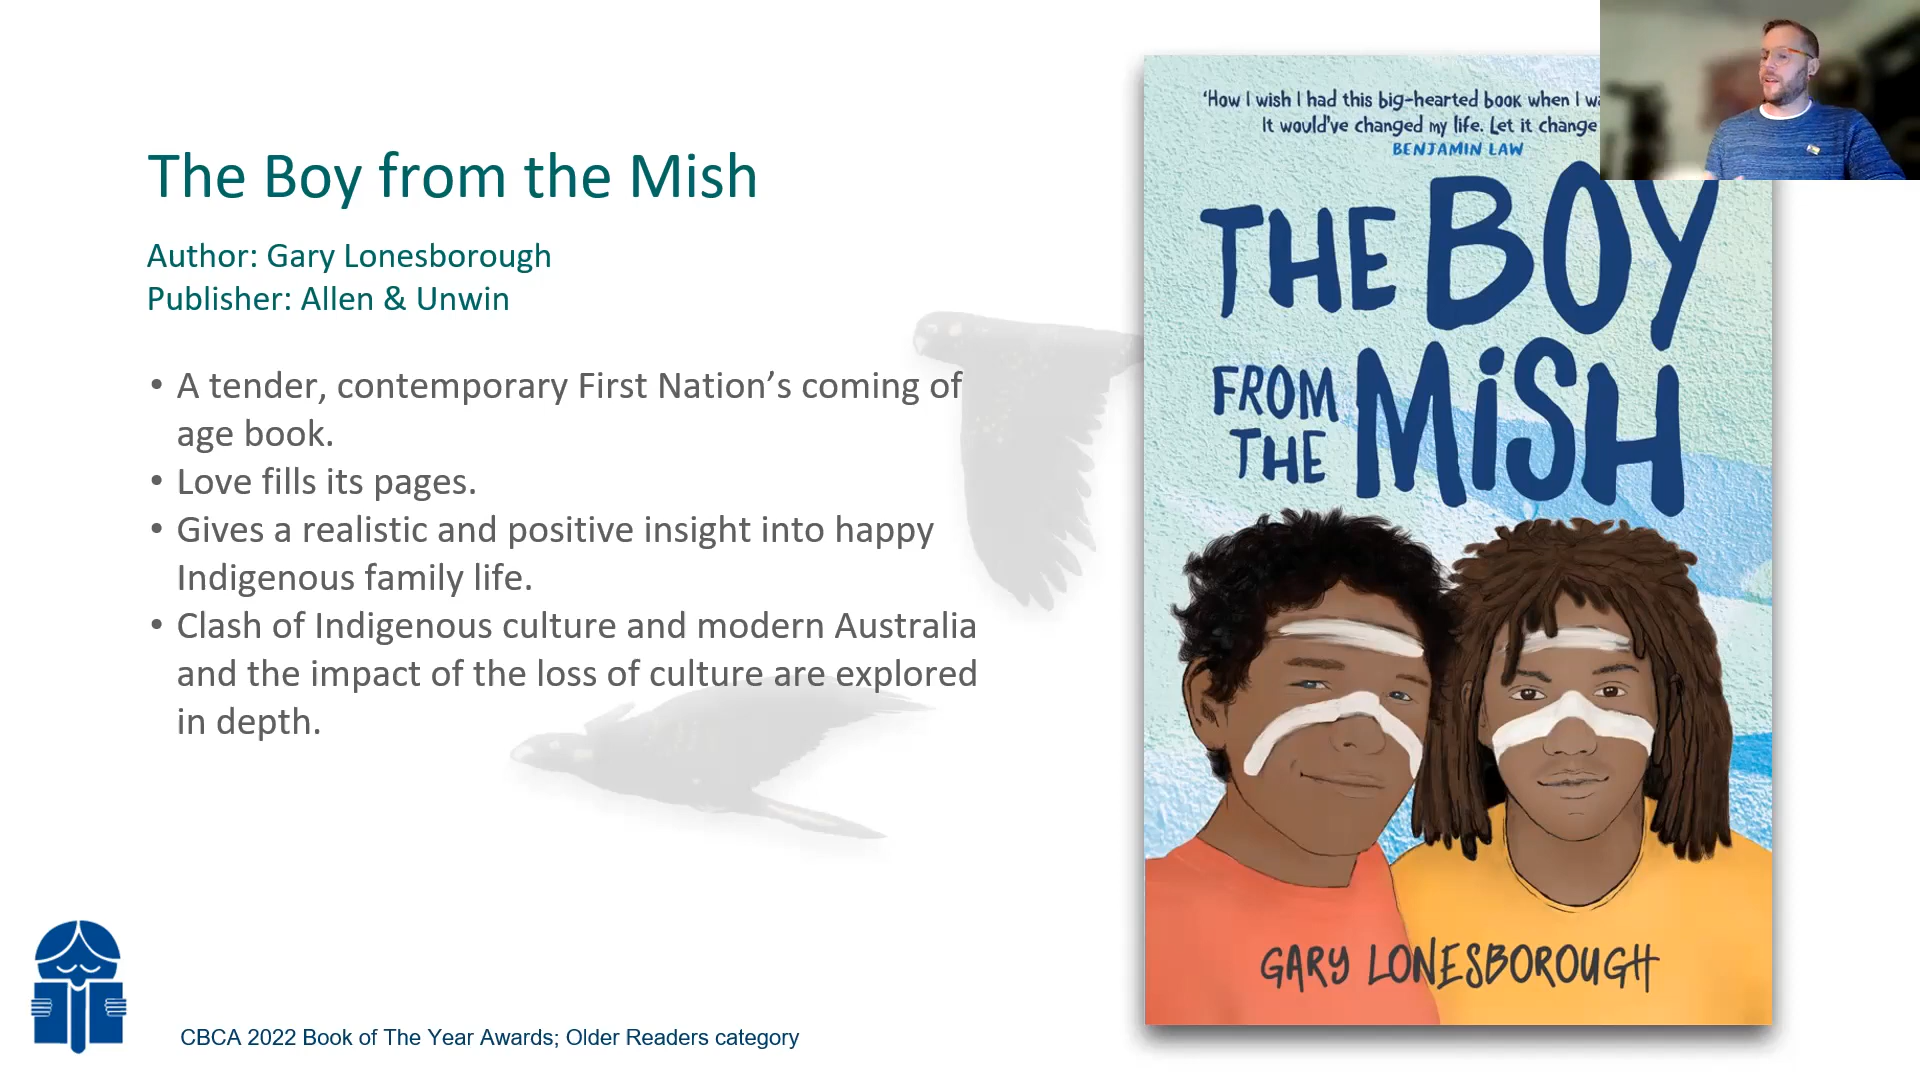 The Boy from the Mish
Author: Gary Lonesborough
Publisher: Allen & Unwin
• A tender, contemporary First Nation’s coming of
age book.
• Love fills its pages.
• Gives a realistic and positive insight into happy
Indigenous family life.
• Clash of Indigenous culture and modern Australia
and the impact of the loss of culture are explored
in depth.
CBCA 2022 Book of The Year Awards; Older Readers category
‘How I wish I had this big-hearted book when I
It would’ve changed my life. Let it change
BENJAMIN LAW
THE BOY
FROM
THE MiSH
GARY LONESBOROUGH